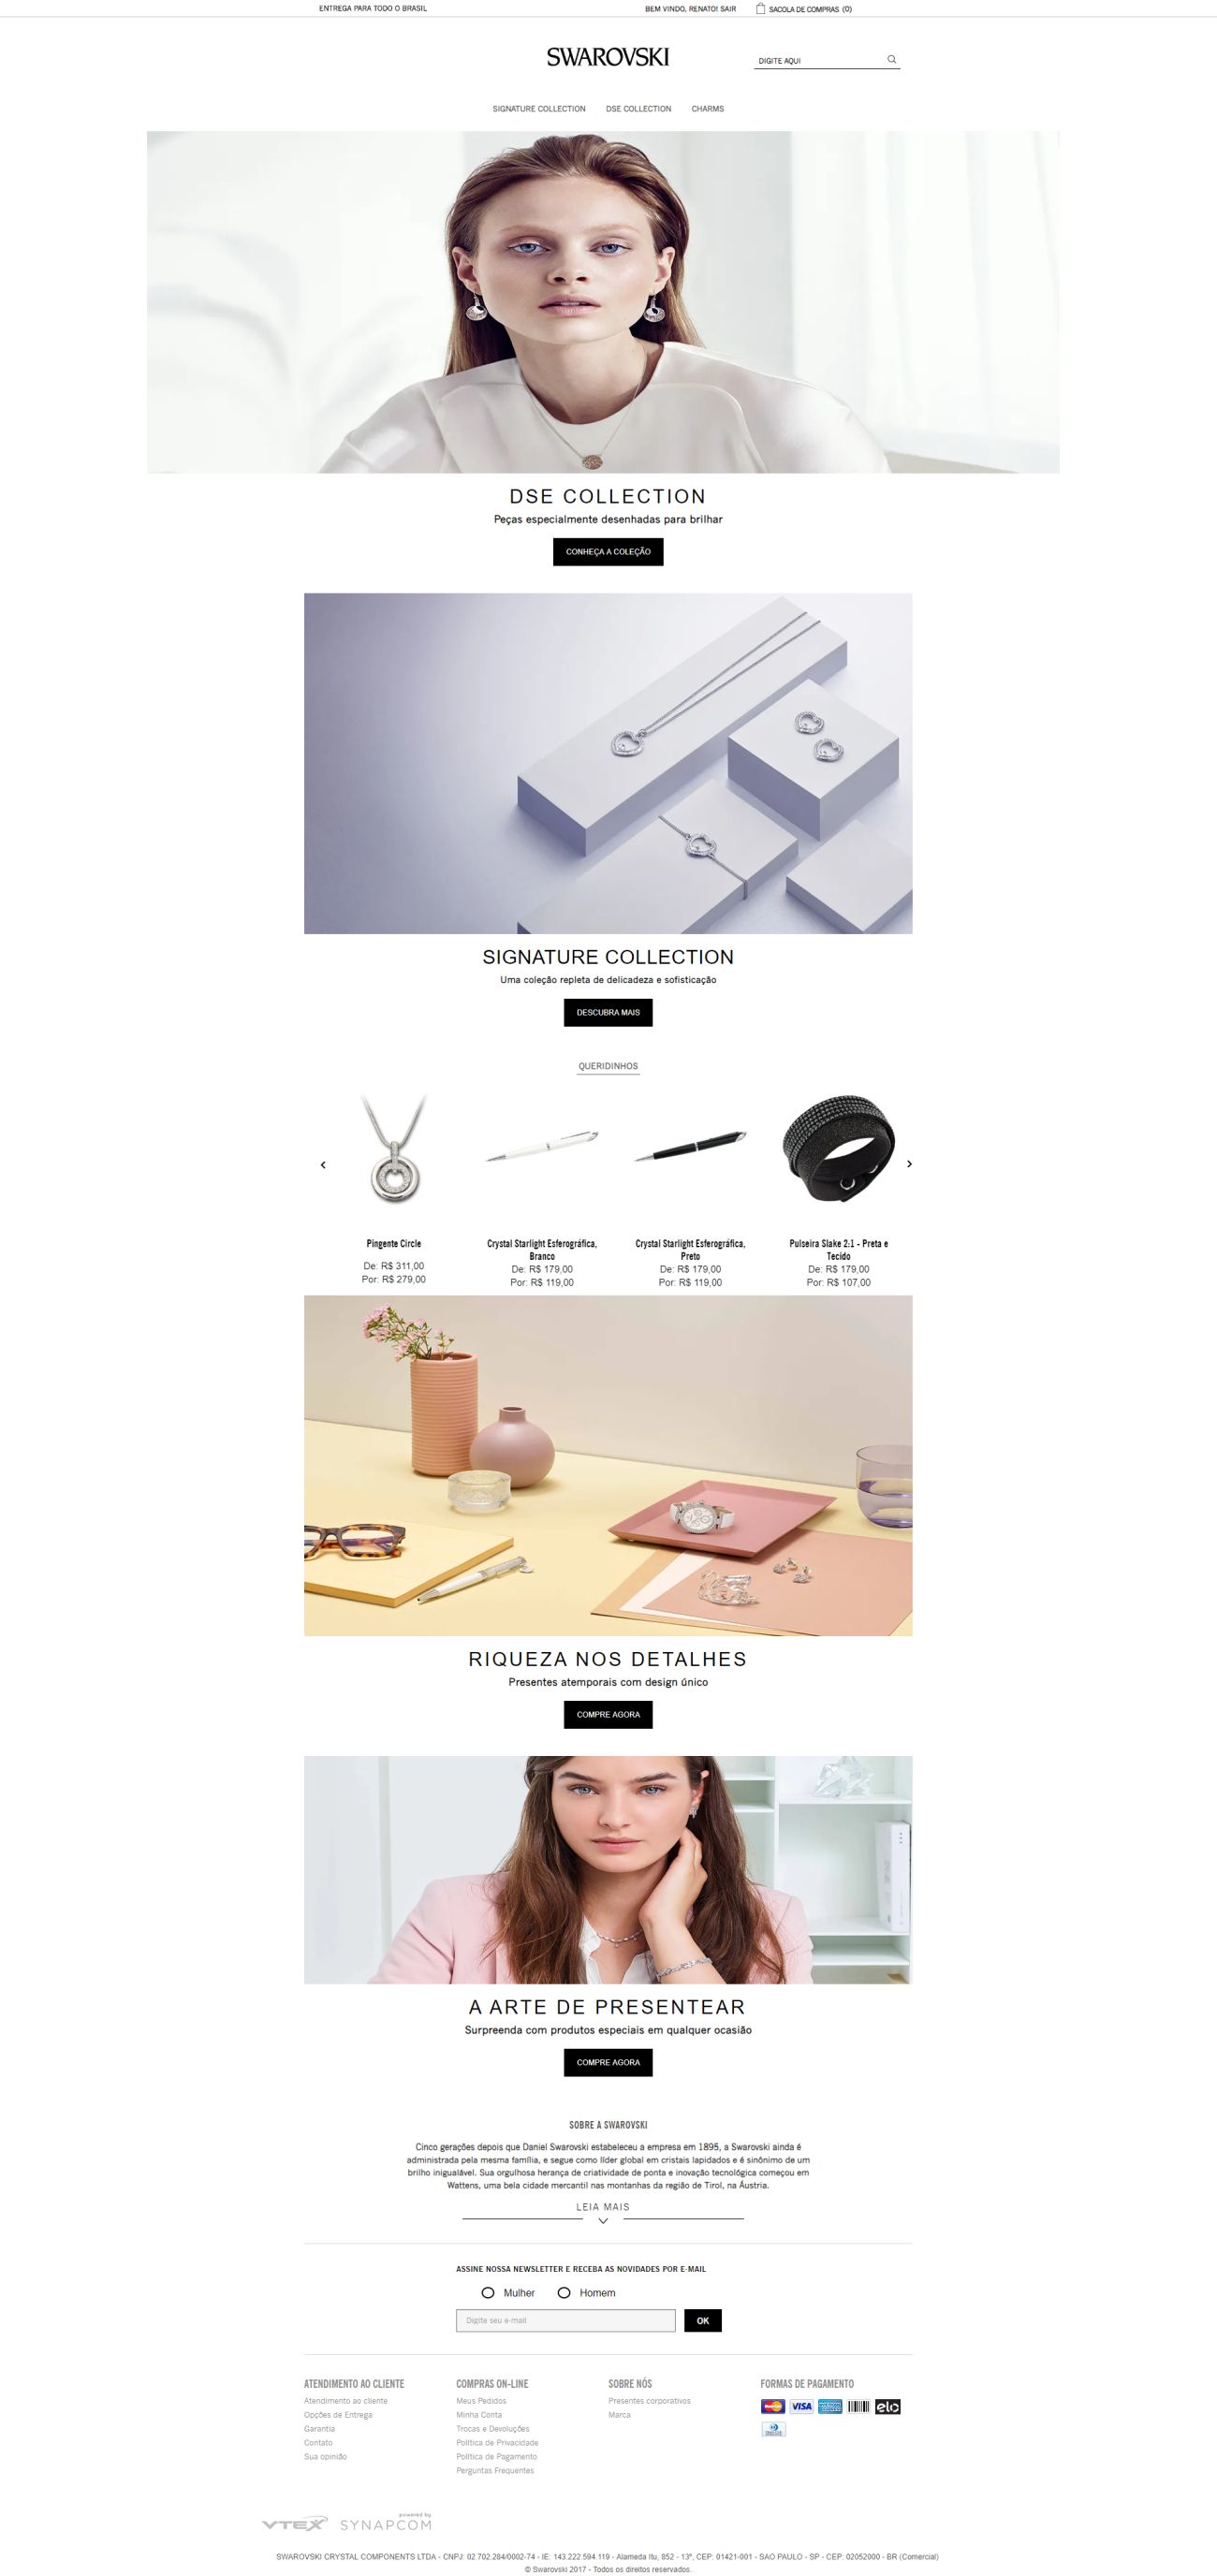 ENTREGA PARA TODO O BRASIL
BEM VINDO, RENATO! SAIR
SACOLA DE COMPRAS (0)
SWAROVSKI
DIGITE AQUI
SIGNATURE COLLECTION
DSE COLLECTION
CHARMS
DSE COLLECTION
Peças especialmente desenhadas para brilhar
CONHEÇA A COLEÇÃO
SIGNATURE COLLECTION
Uma coleção repleta de delicadeza e sofisticação
DESCUBRA MAIS
QUERIDINHOS
Pingente Circle
De: R$ 311,00
Por: R$ 279,00
Crystal Starlight Esferográfica,
Branco
De: R$ 179,00
Por: R$ 119,00
Crystal Starlight Esferográfica,
Preto
De: R$ 179,00
Por: R$ 119,00
Pulseira Slake 2:1 - Preta e
Tecido
De: R$ 179,00
Por: R$ 107,00
RIQUEZA NOS DETALHES
Presentes atemporais com design único
COMPRE AGORA
A ARTE DE PRESENTEAR
Surpreenda com produtos especiais em qualquer ocasião
COMPRE AGORA
SOBRE A SWAROVSKI
Cinco gerações depois que Daniel Swarovski estabeleceu a empresa em 1895, a Swarovski ainda é
administrada pela mesma família, e segue como líder global em cristais lapidados e é sinônimo de um
brilho inigualável. Sua orgulhosa herança de criatividade de ponta e inovação tecnológica começou em
Wattens, uma bela cidade mercantil nas montanhas da região de Tirol, na Áustria.
LEIA MAIS
ASSINE NOSSA NEWSLETTER E RECEBA AS NOVIDADES POR E-MAIL
Mulher
Homem
Digite seu e-mail
OK
ATENDIMENTO AO CLIENTE
Atendimento ao cliente
Opções de Entrega
Garantia
Contato
Sua opinião
COMPRAS ON-LINE
Meus Pedidos
Minha Conta
Trocas e Devoluções
Política de Privacidade
Política de Pagamento
Perguntas Frequentes
SOBRE NÓS
Presentes corporativos
Marca
FORMAS DE PAGAMENTO
MasterCard
VISA
elo
VTEX
powered by
SYNAPCOM
SWAROVSKI CRYSTAL COMPONENTS LTDA - CNPJ: 02.702.284/0002-74 - IE: 143.222.594.119 - Alameda Itu, 852 - 13º, CEP: 01421-001 - SAO PAULO - SP - CEP: 02052000 - BR (Comercial)
© Swarovski 2017 - Todos os direitos reservados.